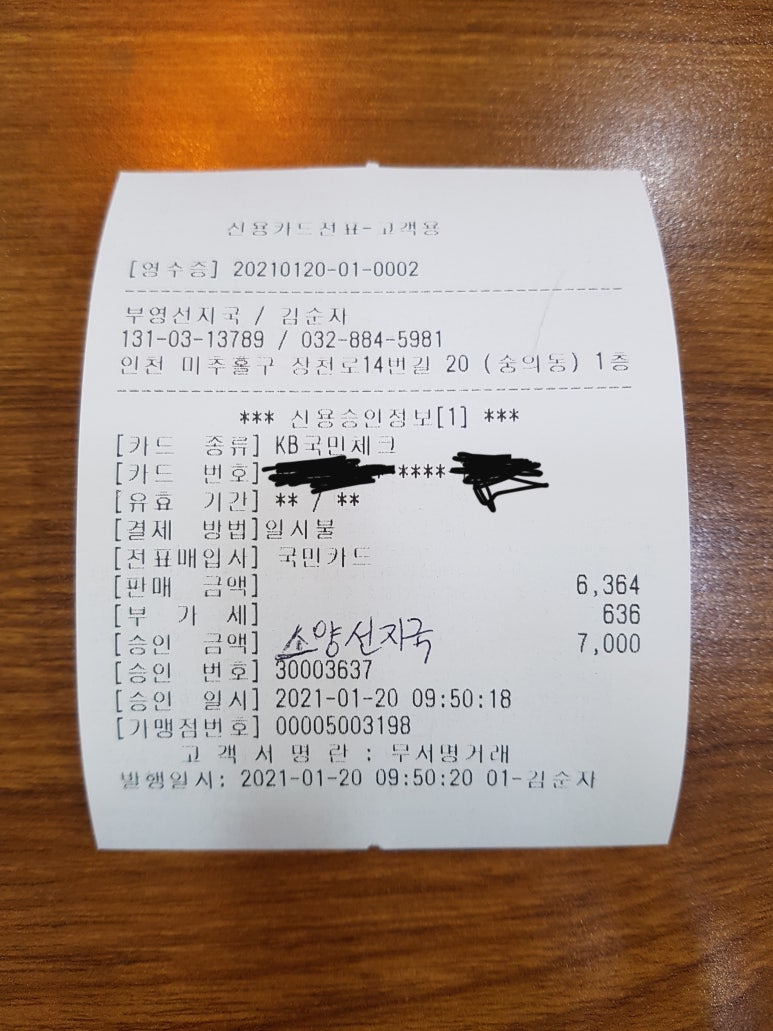 신용카드전표-고객용
[영수증] 20210120-01-0002
부영선지국 / 김순자
131-03-13789 / 032-884-5981
인천 미추홀구 상천로14번길 20 (숭의동) 1층
*** 신용승인정보[1] ***
[카드 종류] KB국민체크
[카드 번호] ****
[유효 기간] ** / **
[결제 방법]일시불
[전표매입사] 국민카드
[판매 금액] 6,364
[부 가 세] 636
[승인 금액] 소양선지국 7,000
[승인 번호] 30003637
[승인 일시] 2021-01-20 09:50:18
[가맹점번호] 00005003198
고 객 서 명 란 : 무서명거래
발행일시: 2021-01-20 09:50:20 01-김순자